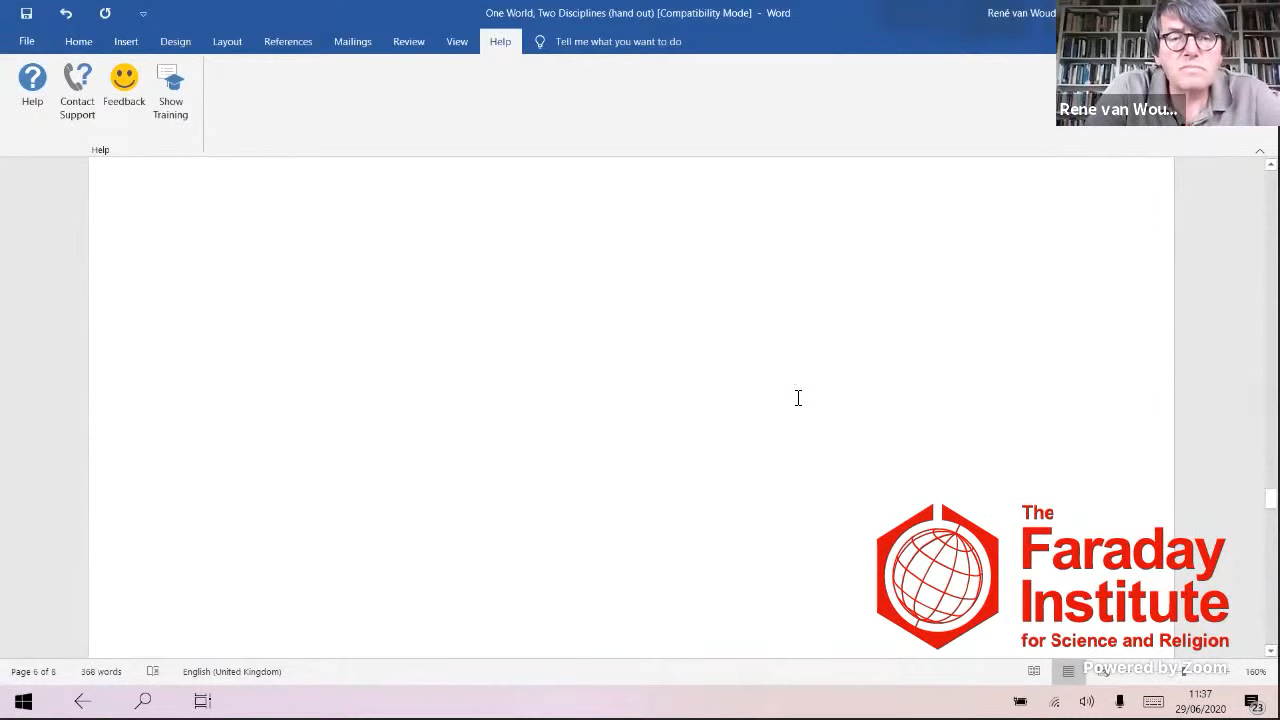 One World, Two Disciplines (hand out) [Compatibility Mode] - Word
René van Woud
File Home Insert Design Layout References Mailings Review View Help Tell me what you want to do
Help
Contact Support
Feedback
Show Training
Help
Rene van Wou...
The
Faraday
Institute
for Science and Religion
Powered by Zoom
Page 6 of 8 368 words English (United Kingdom) 160%
11:37
29/06/2020
23